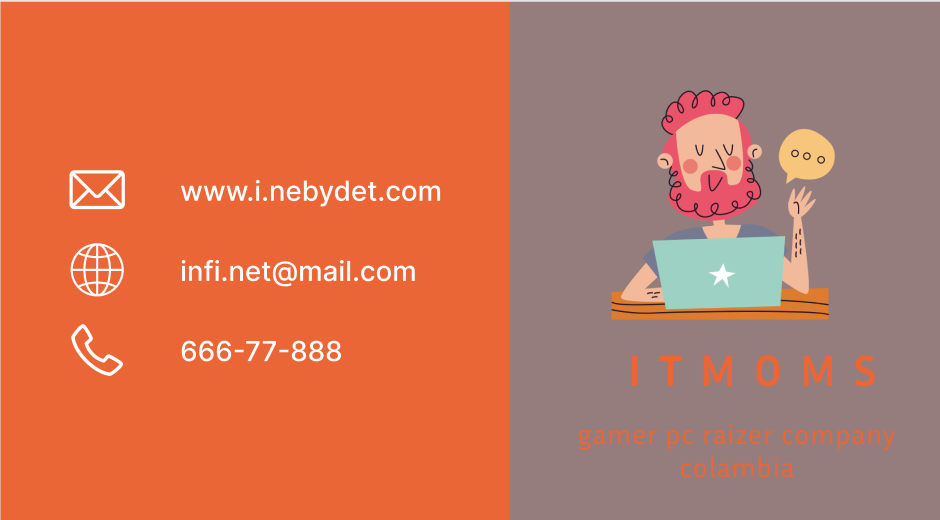 www.i.nebydet.com
infi.net@mail.com
666-77-888
ITMOMS
gamer pc raizer company
colambia